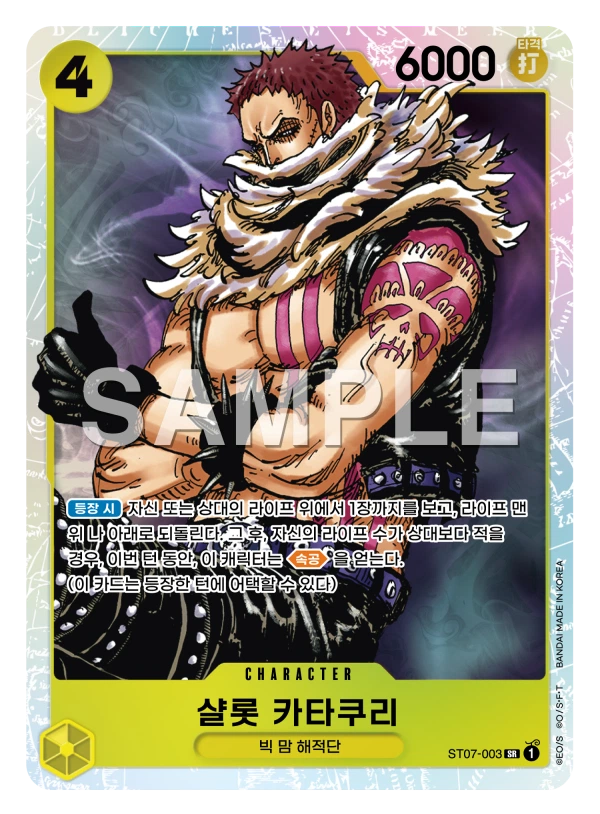 4
6000
타격
打
SAMPLE
등장 시 자신 또는 상대의 라이프 위에서 1장까지를 보고, 라이프 맨
위 나 아래로 되돌린다. 그 후, 자신의 라이프 수가 상대보다 적을
경우, 이번 턴 동안, 이 캐릭터는 속공 을 얻는다.
(이 카드는 등장한 턴에 어택할 수 있다)
CHARACTER
샬롯 카타쿠리
빅 맘 해적단
ST07-003 SR 1
©EO/S ©O/S·F·T BANDAI MADE IN KOREA